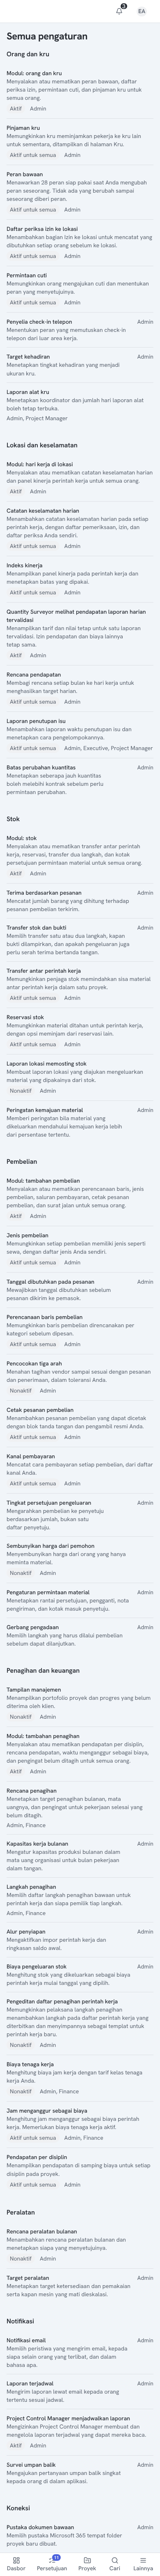 3
EA
Semua pengaturan
Orang dan kru
Modul: orang dan kru
Menyalakan atau mematikan peran bawaan, daftar
periksa izin, permintaan cuti, dan pinjaman kru untuk
semua orang.
Aktif Admin
Pinjaman kru
Memungkinkan kru meminjamkan pekerja ke kru lain
untuk sementara, ditampilkan di halaman Kru.
Aktif untuk semua Admin
Peran bawaan
Menawarkan 28 peran siap pakai saat Anda mengubah
peran seseorang. Tidak ada yang berubah sampai
seseorang diberi peran.
Aktif untuk semua Admin
Daftar periksa izin ke lokasi
Menambahkan bagian Izin ke lokasi untuk mencatat yang
dibutuhkan setiap orang sebelum ke lokasi.
Aktif untuk semua Admin
Permintaan cuti
Memungkinkan orang mengajukan cuti dan menentukan
peran yang menyetujuinya.
Aktif untuk semua Admin
Penyelia check-in telepon Admin
Menentukan peran yang memutuskan check-in
telepon dari luar area kerja.
Target kehadiran Admin
Menetapkan tingkat kehadiran yang menjadi
ukuran kru.
Laporan alat kru
Menetapkan koordinator dan jumlah hari laporan alat
boleh tetap terbuka.
Admin, Project Manager
Lokasi dan keselamatan
Modul: hari kerja di lokasi
Menyalakan atau mematikan catatan keselamatan harian
dan panel kinerja perintah kerja untuk semua orang.
Aktif Admin
Catatan keselamatan harian
Menambahkan catatan keselamatan harian pada setiap
perintah kerja, dengan daftar pemeriksaan, izin, dan
daftar periksa Anda sendiri.
Aktif untuk semua Admin
Indeks kinerja
Menampilkan panel kinerja pada perintah kerja dan
menetapkan batas yang dipakai.
Aktif untuk semua Admin
Quantity Surveyor melihat pendapatan laporan harian
tervalidasi
Menampilkan tarif dan nilai tetap untuk satu laporan
tervalidasi. Izin pendapatan dan biaya lainnya
tetap sama.
Aktif Admin
Rencana pendapatan
Membagi rencana setiap bulan ke hari kerja untuk
menghasilkan target harian.
Aktif untuk semua Admin
Laporan penutupan isu
Menambahkan laporan waktu penutupan isu dan
menetapkan cara pengelompokannya.
Aktif untuk semua Admin, Executive, Project Manager
Batas perubahan kuantitas Admin
Menetapkan seberapa jauh kuantitas
boleh melebihi kontrak sebelum perlu
permintaan perubahan.
Stok
Modul: stok
Menyalakan atau mematikan transfer antar perintah
kerja, reservasi, transfer dua langkah, dan kotak
persetujuan permintaan material untuk semua orang.
Aktif Admin
Terima berdasarkan pesanan Admin
Mencatat jumlah barang yang dihitung terhadap
pesanan pembelian terkirim.
Transfer stok dan bukti Admin
Memilih transfer satu atau dua langkah, kapan
bukti dilampirkan, dan apakah pengeluaran juga
perlu serah terima bertanda tangan.
Transfer antar perintah kerja
Memungkinkan penjaga stok memindahkan sisa material
antar perintah kerja dalam satu proyek.
Aktif untuk semua Admin
Reservasi stok
Memungkinkan material ditahan untuk perintah kerja,
dengan opsi meminjam dari reservasi lain.
Aktif untuk semua Admin
Laporan lokasi memosting stok
Membuat laporan lokasi yang diajukan mengeluarkan
material yang dipakainya dari stok.
Nonaktif Admin
Peringatan kemajuan material Admin
Memberi peringatan bila material yang
dikeluarkan mendahului kemajuan kerja lebih
dari persentase tertentu.
Pembelian
Modul: tambahan pembelian
Menyalakan atau mematikan perencanaan baris, jenis
pembelian, saluran pembayaran, cetak pesanan
pembelian, dan surat jalan untuk semua orang.
Aktif Admin
Jenis pembelian
Memungkinkan setiap pembelian memiliki jenis seperti
sewa, dengan daftar jenis Anda sendiri.
Aktif untuk semua Admin
Tanggal dibutuhkan pada pesanan Admin
Mewajibkan tanggal dibutuhkan sebelum
pesanan dikirim ke pemasok.
Perencanaan baris pembelian
Memungkinkan baris pembelian direncanakan per
kategori sebelum dipesan.
Aktif untuk semua Admin
Pencocokan tiga arah
Menahan tagihan vendor sampai sesuai dengan pesanan
dan penerimaan, dalam toleransi Anda.
Nonaktif Admin
Cetak pesanan pembelian
Menambahkan pesanan pembelian yang dapat dicetak
dengan blok tanda tangan dan pengambil resmi Anda.
Aktif untuk semua Admin
Kanal pembayaran
Mencatat cara pembayaran setiap pembelian, dari daftar
kanal Anda.
Aktif untuk semua Admin
Tingkat persetujuan pengeluaran Admin
Mengarahkan pembelian ke penyetuju
berdasarkan jumlah, bukan satu
daftar penyetuju.
Sembunyikan harga dari pemohon
Menyembunyikan harga dari orang yang hanya
meminta material.
Nonaktif Admin
Pengaturan permintaan material Admin
Menetapkan rantai persetujuan, pengganti, nota
pengiriman, dan kotak masuk penyetuju.
Gerbang pengadaan Admin
Memilih langkah yang harus dilalui pembelian
sebelum dapat dilanjutkan.
Penagihan dan keuangan
Tampilan manajemen
Menampilkan portofolio proyek dan progres yang belum
diterima oleh klien.
Nonaktif Admin
Modul: tambahan penagihan
Menyalakan atau mematikan pendapatan per disiplin,
rencana pendapatan, waktu menganggur sebagai biaya,
dan pengingat belum ditagih untuk semua orang.
Aktif Admin
Rencana penagihan
Menetapkan target penagihan bulanan, mata
uangnya, dan pengingat untuk pekerjaan selesai yang
belum ditagih.
Admin, Finance
Kapasitas kerja bulanan Admin
Mengatur kapasitas produksi bulanan dalam
mata uang organisasi untuk bulan pekerjaan
dalam tangan.
Langkah penagihan
Memilih daftar langkah penagihan bawaan untuk
perintah kerja dan siapa pemilik tiap langkah.
Admin, Finance
Alur penyiapan Admin
Mengaktifkan impor perintah kerja dan
ringkasan saldo awal.
Biaya pengeluaran stok Admin
Menghitung stok yang dikeluarkan sebagai biaya
perintah kerja mulai tanggal yang dipilih.
Pengeditan daftar penagihan perintah kerja
Memungkinkan pelaksana langkah penagihan
menambahkan langkah pada daftar perintah kerja yang
diterbitkan dan menyimpannya sebagai templat untuk
perintah kerja baru.
Nonaktif Admin
Biaya tenaga kerja
Menghitung biaya jam kerja dengan tarif kelas tenaga
kerja Anda.
Nonaktif Admin, Finance
Jam menganggur sebagai biaya
Menghitung jam menganggur sebagai biaya perintah
kerja. Memerlukan biaya tenaga kerja aktif.
Aktif untuk semua Admin, Finance
Pendapatan per disiplin
Menampilkan pendapatan di samping biaya untuk setiap
disiplin pada proyek.
Aktif untuk semua Admin
Peralatan
Rencana peralatan bulanan
Menambahkan rencana peralatan bulanan dan
menetapkan siapa yang menyetujuinya.
Nonaktif Admin
Target peralatan Admin
Menetapkan target ketersediaan dan pemakaian
serta kapan mesin yang mati dieskalasi.
Notifikasi
Notifikasi email Admin
Memilih peristiwa yang mengirim email, kepada
siapa selain orang yang terlibat, dan dalam
bahasa apa.
Laporan terjadwal Admin
Mengirim laporan lewat email kepada orang
tertentu sesuai jadwal.
Project Control Manager menjadwalkan laporan
Mengizinkan Project Control Manager membuat dan
mengelola laporan terjadwal yang dapat mereka baca.
Aktif Admin
Survei umpan balik Admin
Mengajukan pertanyaan umpan balik singkat
kepada orang di dalam aplikasi.
Koneksi
Pustaka dokumen bawaan Admin
Memilih pustaka Microsoft 365 tempat folder
proyek baru dibuat.
Dasbor
11
Persetujuan
Proyek
Cari
Lainnya